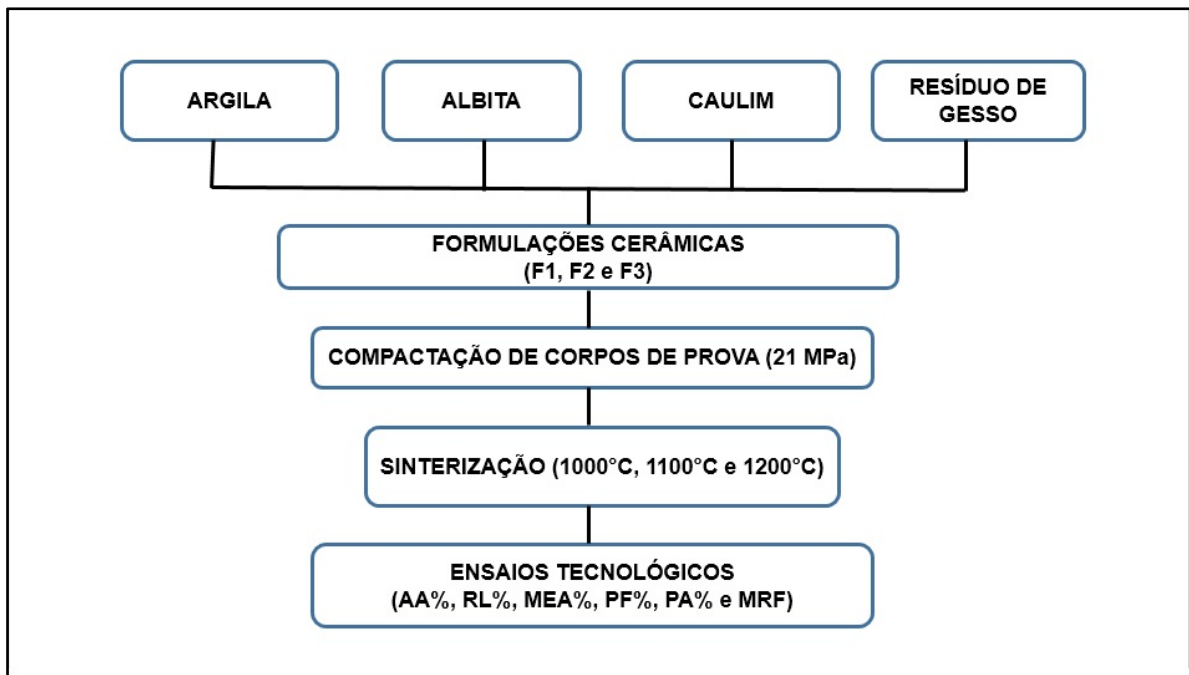 ARGILA
ALBITA
CAULIM
RESÍDUO DE
GESSO
FORMULAÇÕES CERÂMICAS
(F1, F2 e F3)
COMPACTAÇÃO DE CORPOS DE PROVA (21 MPa)
SINTERIZAÇÃO (1000°C, 1100°C e 1200°C)
ENSAIOS TECNOLÓGICOS
(AA%, RL%, MEA%, PF%, PA% e MRF)